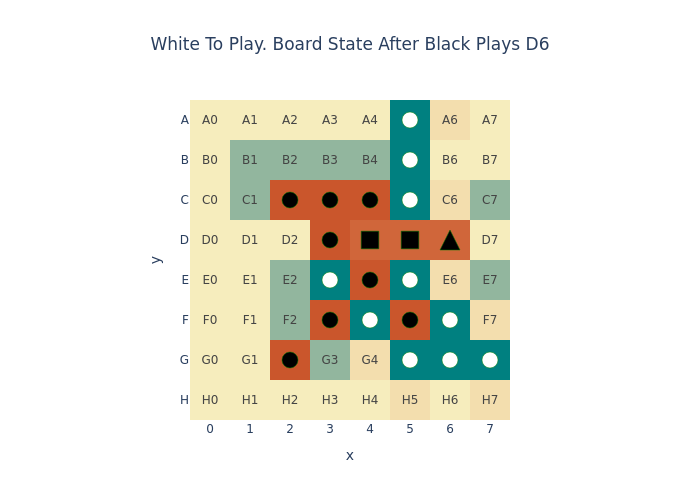 White To Play. Board State After Black Plays D6
A A0 A1 A2 A3 A4 A6 A7
B B0 B1 B2 B3 B4 B6 B7
C C0 C1 C6 C7
D D0 D1 D2 D7
E E0 E1 E2 E6 E7
F F0 F1 F2 F7
G G0 G1 G3 G4
H H0 H1 H2 H3 H4 H5 H6 H7
0 1 2 3 4 5 6 7
x
y